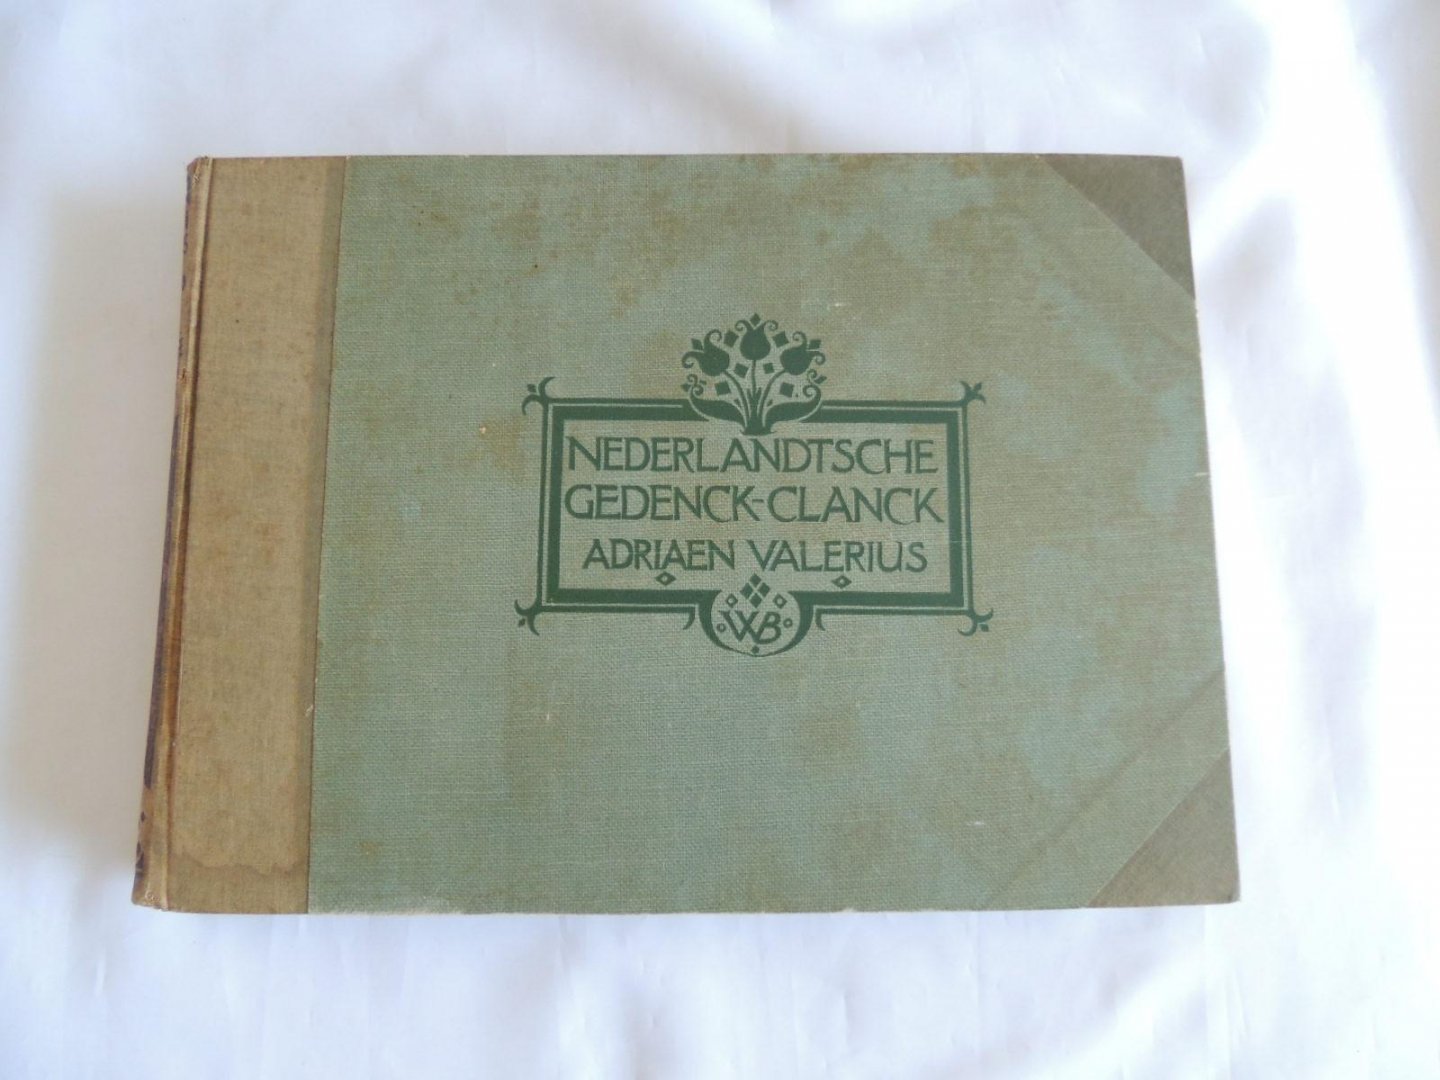 NEDERLANDTSCHE
GEDENCK-CLANCK
ADRIAEN VALERIUS
WB